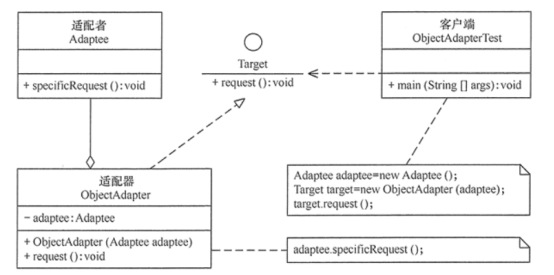 适配者
Adaptee
+ specificRequest ():void
Target
+ request ():void
客户端
ObjectAdapterTest
+ main (String [] args):void
适配器
ObjectAdapter
- adaptee:Adaptee
+ ObjectAdapter (Adaptee adaptee)
+ request ():void
Adaptee adaptee=new Adaptee ();
Target target=new ObjectAdapter (adaptee);
target.request ();
adaptee.specificRequest ();